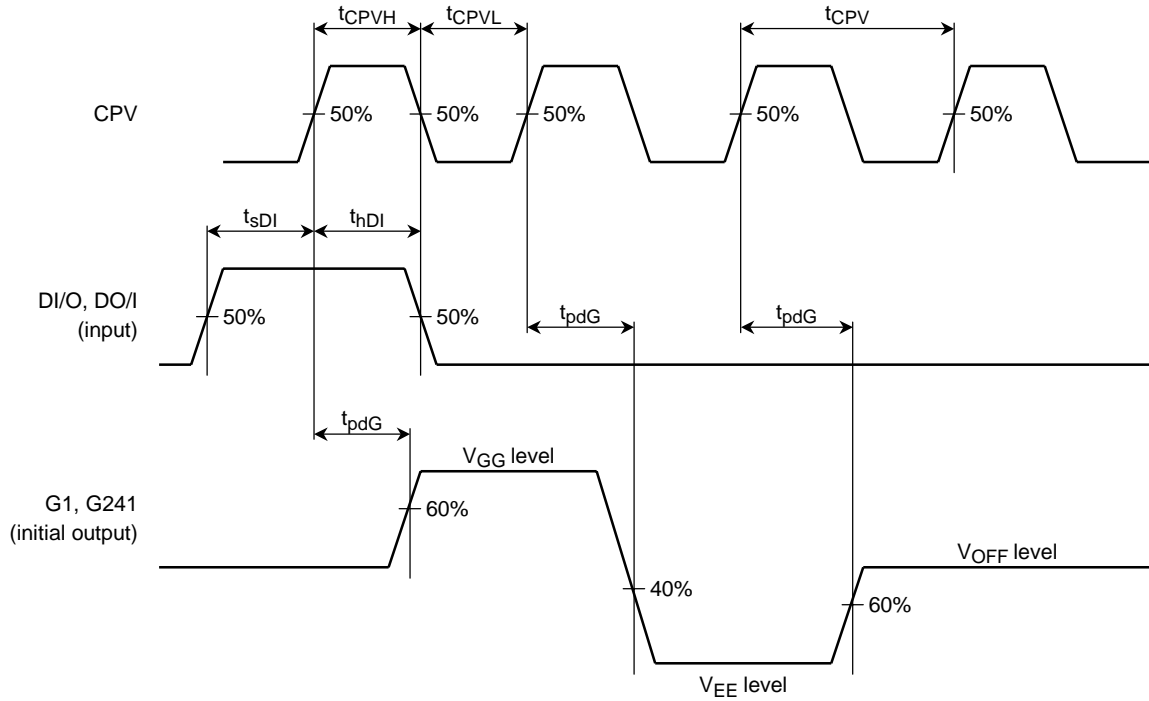 tCPVH
tCPVL
tCPV
CPV
50%
50%
50%
50%
50%
tsDI
thDI
DI/O, DO/I
(input)
50%
50%
tpdG
tpdG
tpdG
VGG level
G1, G241
(initial output)
60%
VOFF level
40%
60%
VEE level